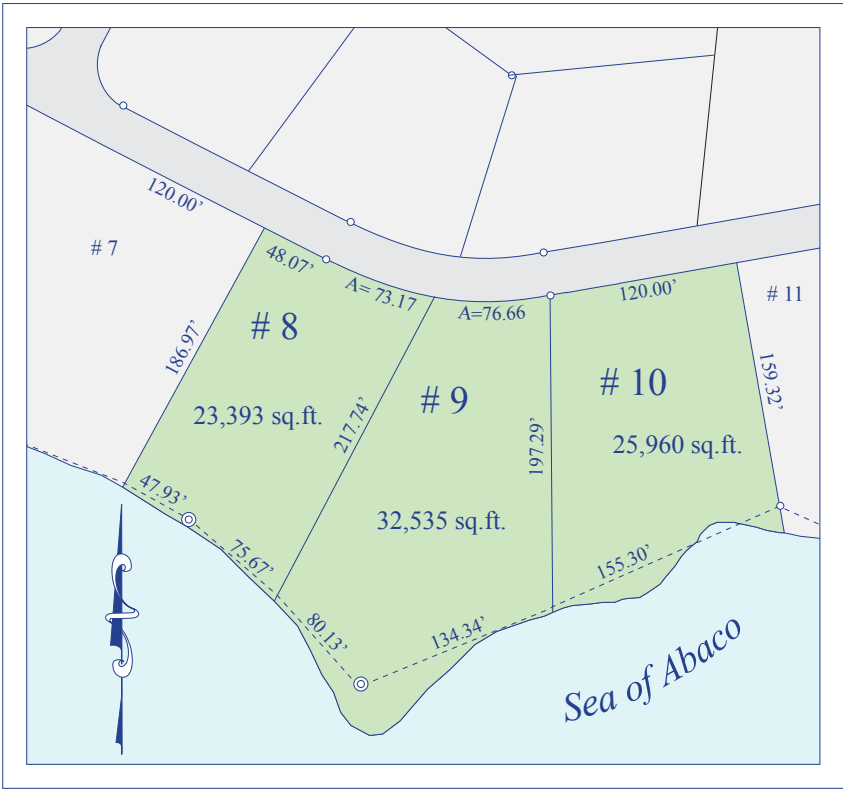 120.00’
# 7
48.07’
A= 73.17
A=76.66
120.00’
# 11
# 8
186.97’
# 9
# 10
159.32’
23,393 sq.ft.
217.74’
197.29’
25,960 sq.ft.
47.93’
32,535 sq.ft.
75.67’
155.30’
80.13’
134.34’
Sea of Abaco